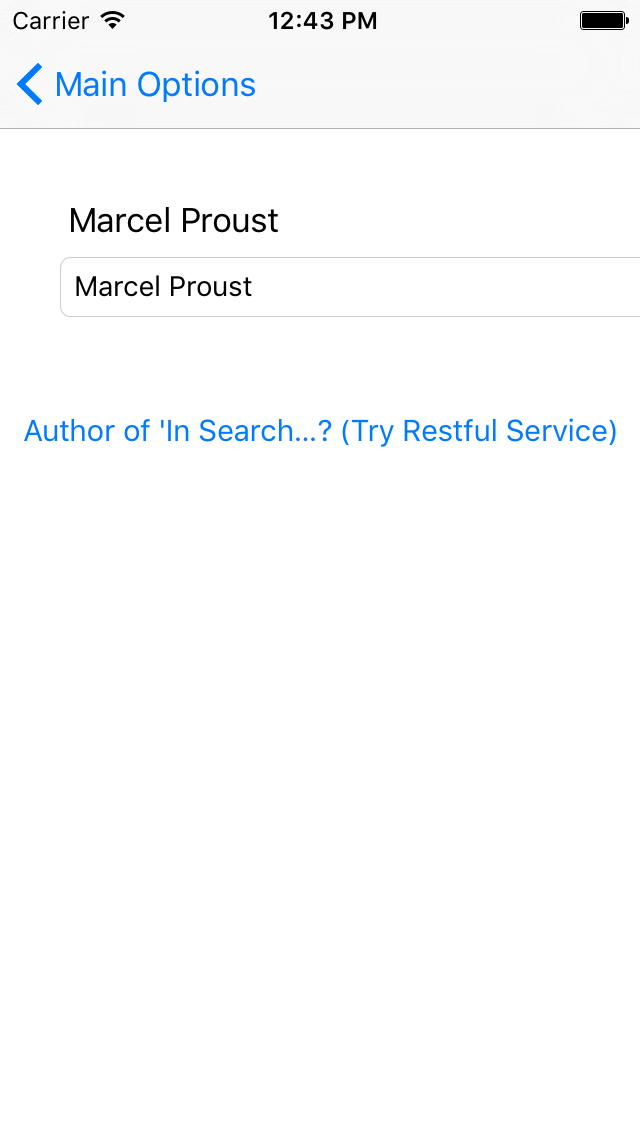 Carrier 12:43 PM
Main Options
Marcel Proust
Marcel Proust
Author of 'In Search...? (Try Restful Service)